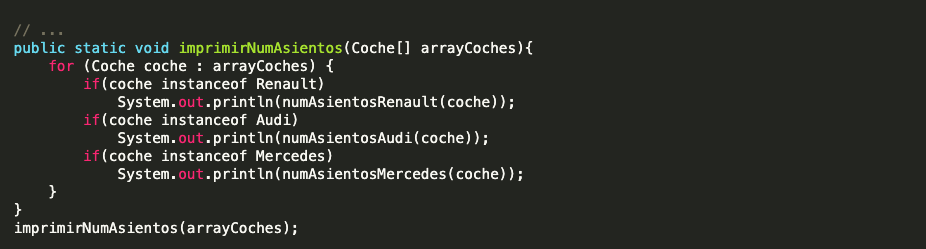 // ...
public static void imprimirNumAsientos(Coche[] arrayCoches){
    for (Coche coche : arrayCoches) {
        if(coche instanceof Renault)
            System.out.println(numAsientosRenault(coche));
        if(coche instanceof Audi)
            System.out.println(numAsientosAudi(coche));
        if(coche instanceof Mercedes)
            System.out.println(numAsientosMercedes(coche));
    }
}
imprimirNumAsientos(arrayCoches);